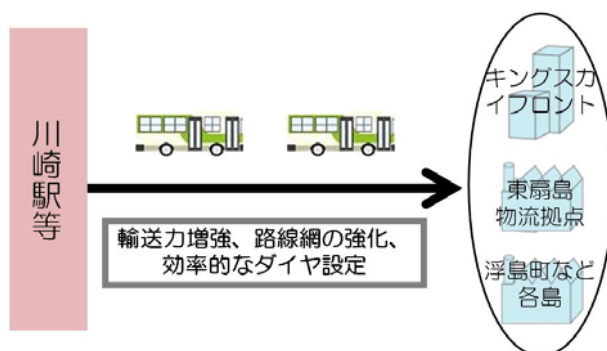 川崎駅等
輸送力増強、路線網の強化、
効率的なダイヤ設定
キングスカ
イフロント
東扇島
物流拠点
浮島町など
各島